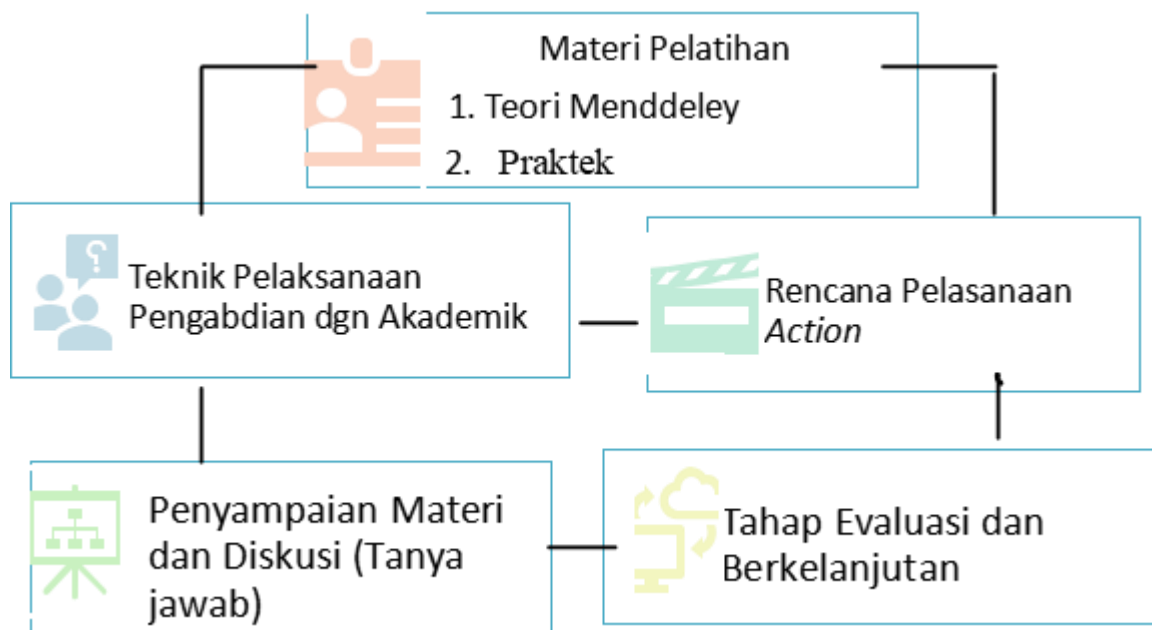 Materi Pelatihan
1. Teori Menddeley
2. Praktek
Teknik Pelaksanaan
Pengabdian dgn Akademik
Rencana Pelasanaan
Action
Penyampaian Materi
dan Diskusi (Tanya
jawab)
Tahap Evaluasi dan
Berkelanjutan